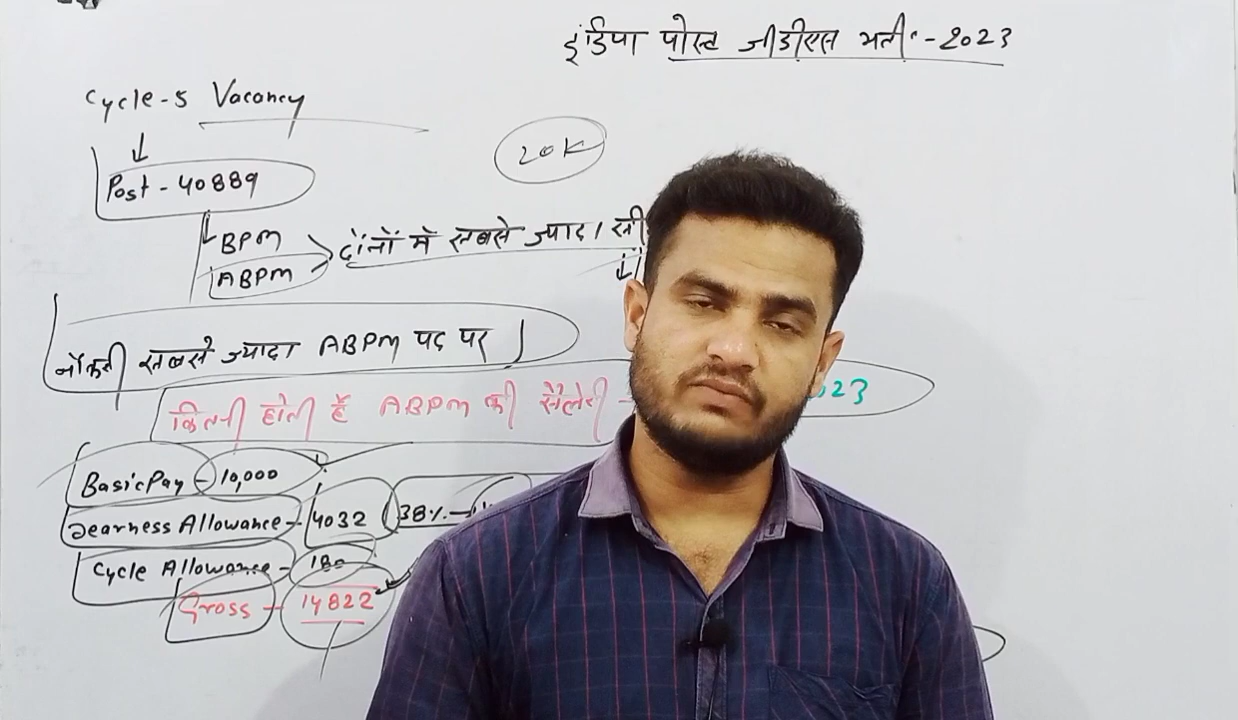 इंडिया पोस्ट जीडीएस भर्ती :- 2023
Cycle-5 Vacancy
20K
Post - 40889
BPM
ABPM
दोंनों में सबसे ज्यादा
नौकरी सबसे ज्यादा ABPM पद पर
कितनी होती हैं ABPM की सैलेरी
023
Basic Pay - 10,000
Dearness Allowance - 4032 38% -
Cycle Allowance - 180
Gross - 14822